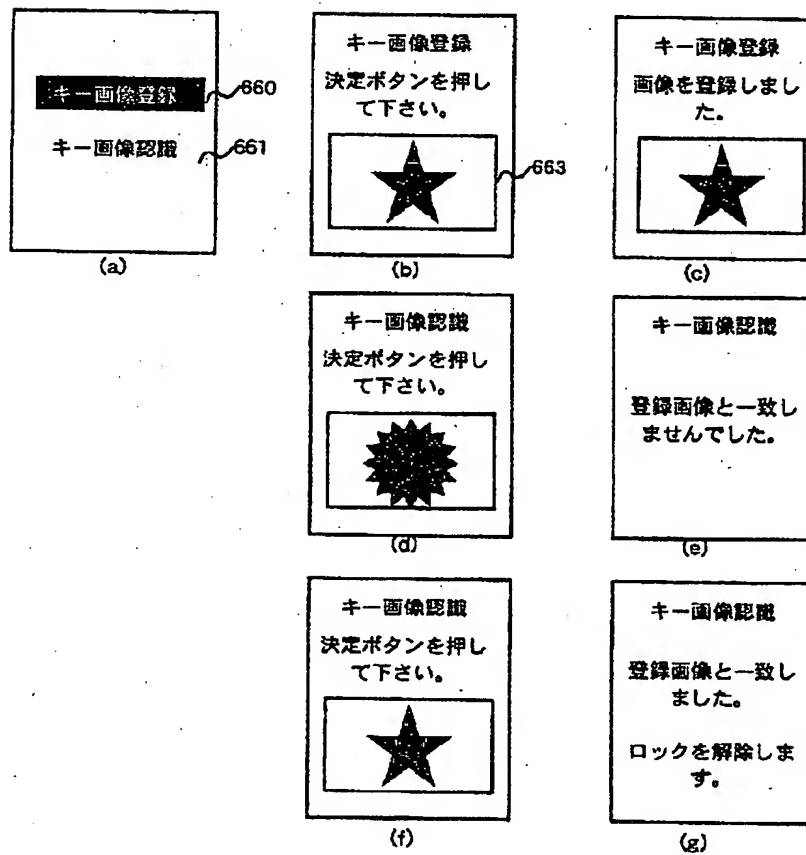 キー画像登録
660
キー画像認識
661
(a)
キー画像登録
決定ボタンを押し
て下さい。
663
(b)
キー画像登録
画像を登録しまし
た。
(c)
キー画像認識
決定ボタンを押し
て下さい。
(d)
キー画像認識
登録画像と一致し
ませんでした。
(e)
キー画像認識
決定ボタンを押し
て下さい。
(f)
キー画像認識
登録画像と一致し
ました。
ロックを解除しま
す。
(g)